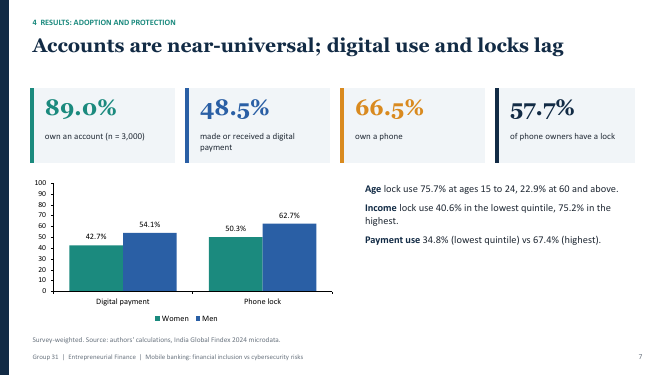 4 RESULTS: ADOPTION AND PROTECTION
Accounts are near-universal; digital use and locks lag
89.0%
own an account (n = 3,000)
48.5%
made or received a digital
payment
66.5%
own a phone
57.7%
of phone owners have a lock
100
90
80
70
60
50
40
30
20
10
0
42.7%
54.1%
50.3%
62.7%
Digital payment
Phone lock
Women
Men
Age lock use 75.7% at ages 15 to 24, 22.9% at 60 and above.
Income lock use 40.6% in the lowest quintile, 75.2% in the
highest.
Payment use 34.8% (lowest quintile) vs 67.4% (highest).
Survey-weighted. Source: authors' calculations, India Global Findex 2024 microdata.
Group 31 | Entrepreneurial Finance | Mobile banking: financial inclusion vs cybersecurity risks
7